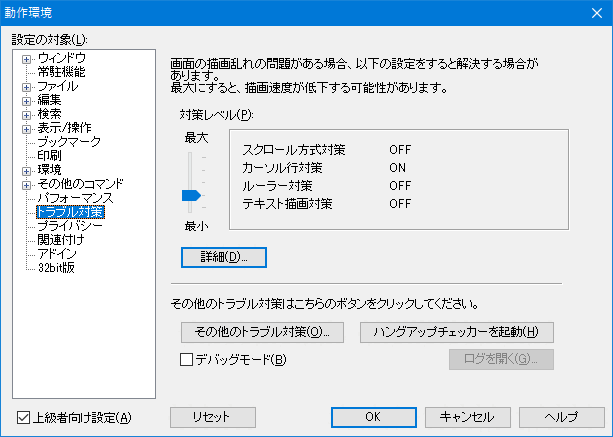 動作環境
設定の対象(L):
ウィンドウ
常駐機能
ファイル
編集
検索
表示/操作
ブックマーク
印刷
環境
その他のコマンド
パフォーマンス
トラブル対策
プライバシー
関連付け
アドイン
32bit版
画面の描画乱れの問題がある場合、以下の設定をすると解決する場合が
あります。
最大にすると、描画速度が低下する可能性があります。
対策レベル(P):
最大
最小
スクロール方式対策 OFF
カーソル行対策 ON
ルーラー対策 OFF
テキスト描画対策 OFF
詳細(D)...
その他のトラブル対策はこちらのボタンをクリックしてください。
その他のトラブル対策(O)... ハングアップチェッカーを起動(H)
デバッグモード(B) ログを開く(G)...
上級者向け設定(A) リセット OK キャンセル ヘルプ